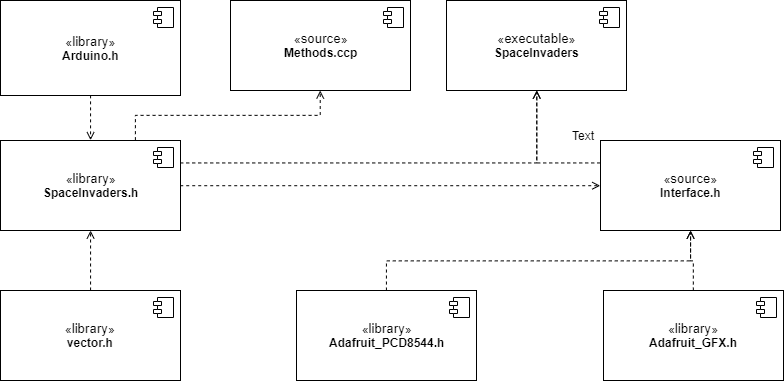 «library»
Arduino.h
«source»
Methods.ccp
«executable»
SpaceInvaders
Text
«library»
SpaceInvaders.h
«source»
Interface.h
«library»
vector.h
«library»
Adafruit_PCD8544.h
«library»
Adafruit_GFX.h